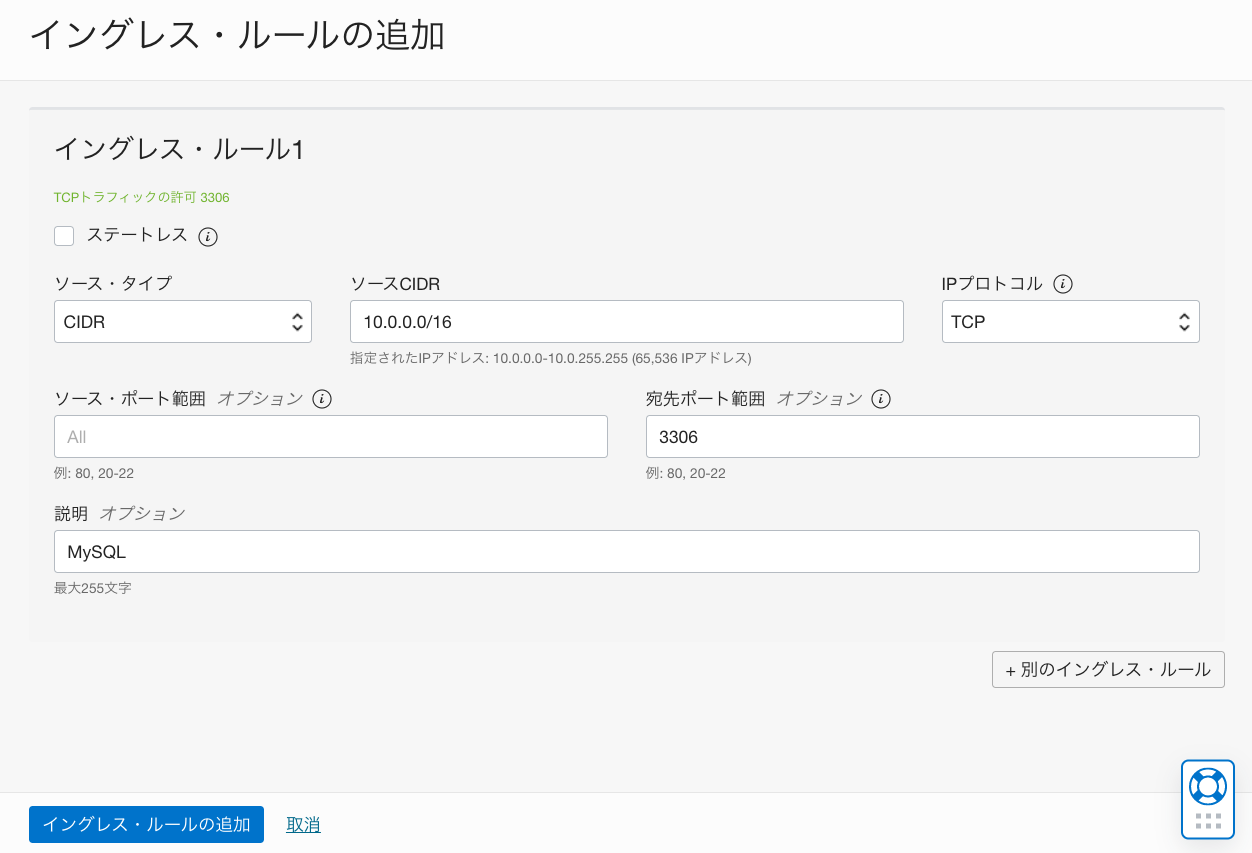 イングレス・ルールの追加
イングレス・ルール1
TCPトラフィックの許可 3306
ステートレス
ソース・タイプ
ソースCIDR
IPプロトコル
CIDR
10.0.0.0/16
TCP
指定されたIPアドレス: 10.0.0.0-10.0.255.255 (65,536 IPアドレス)
ソース・ポート範囲 オプション
宛先ポート範囲 オプション
All
3306
例: 80, 20-22
例: 80, 20-22
説明 オプション
MySQL
最大255文字
+ 別のイングレス・ルール
イングレス・ルールの追加
取消